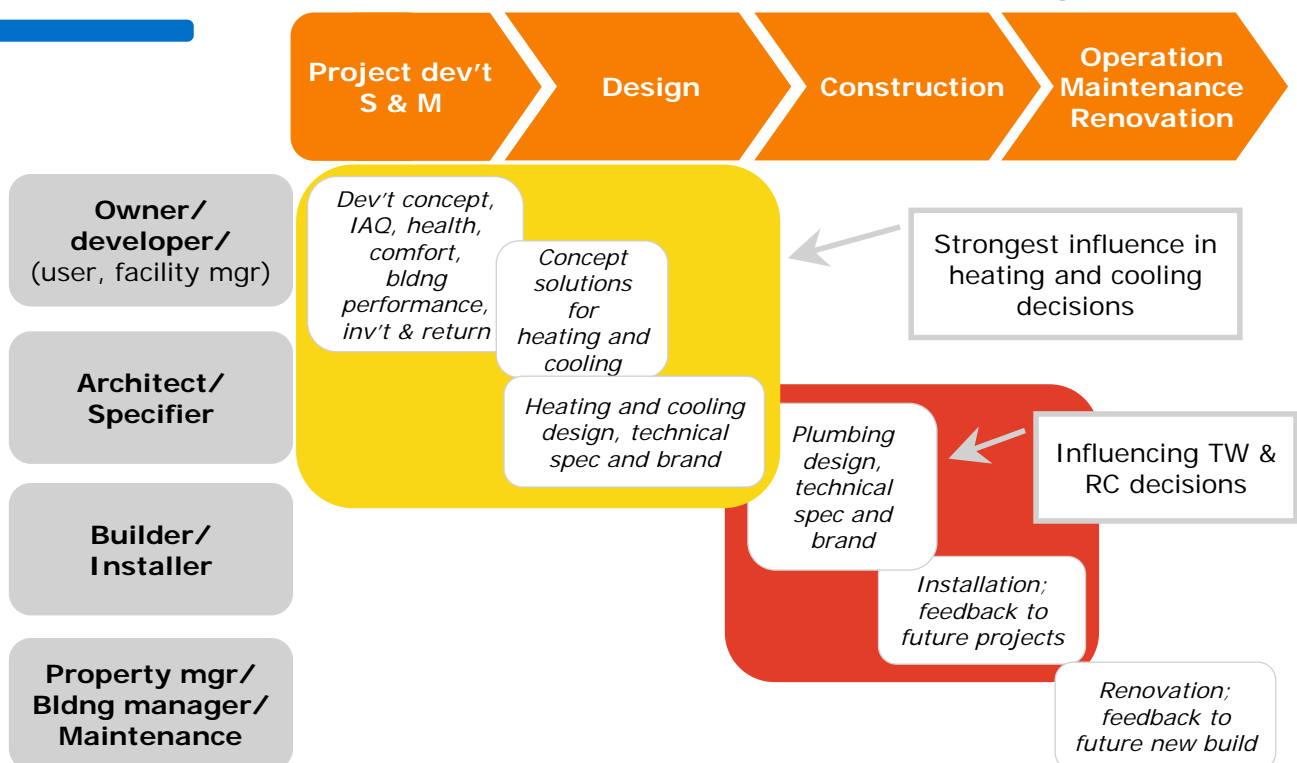 Project dev't
S & M
Design
Construction
Operation
Maintenance
Renovation
Owner/
developer/
(user, facility mgr)
Dev't concept,
IAQ, health,
comfort,
bldng
performance,
inv't & return
Concept
solutions
for
heating and
cooling
Strongest influence in
heating and cooling
decisions
Architect/
Specifier
Heating and cooling
design, technical
spec and brand
Plumbing
design,
technical
spec and
brand
Influencing TW &
RC decisions
Builder/
Installer
Installation;
feedback to
future projects
Property mgr/
Bldng manager/
Maintenance
Renovation;
feedback to
future new build